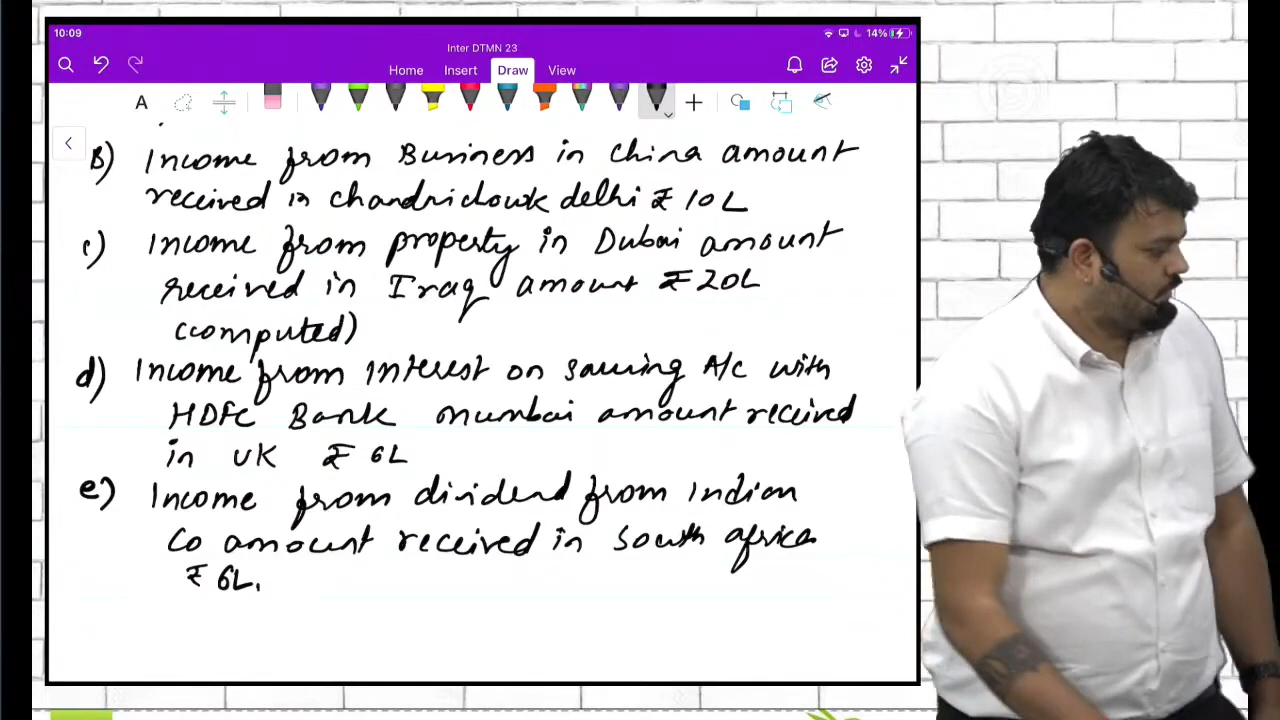 10:09
14%
Inter DTMN 23
Home Insert Draw View
A
B) Income from Business in China amount
received in chandnichowk delhi ₹ 10L
c) Income from property in Dubai amount
received in Iraq amount ₹ 20L
(computed)
d) Income from interest on saving A/c with
HDFC Bank mumbai amount received
in UK ₹ 6L
e) Income from dividend from Indian
Co amount received in South africa
₹ 6L.